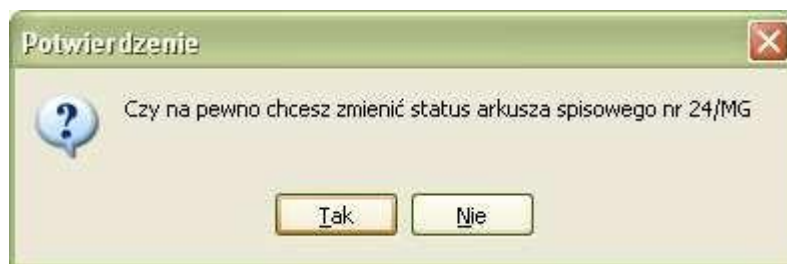 Potwierdzenie
Czy na pewno chcesz zmienić status arkusza spisowego nr 24/MG
Tak
Nie